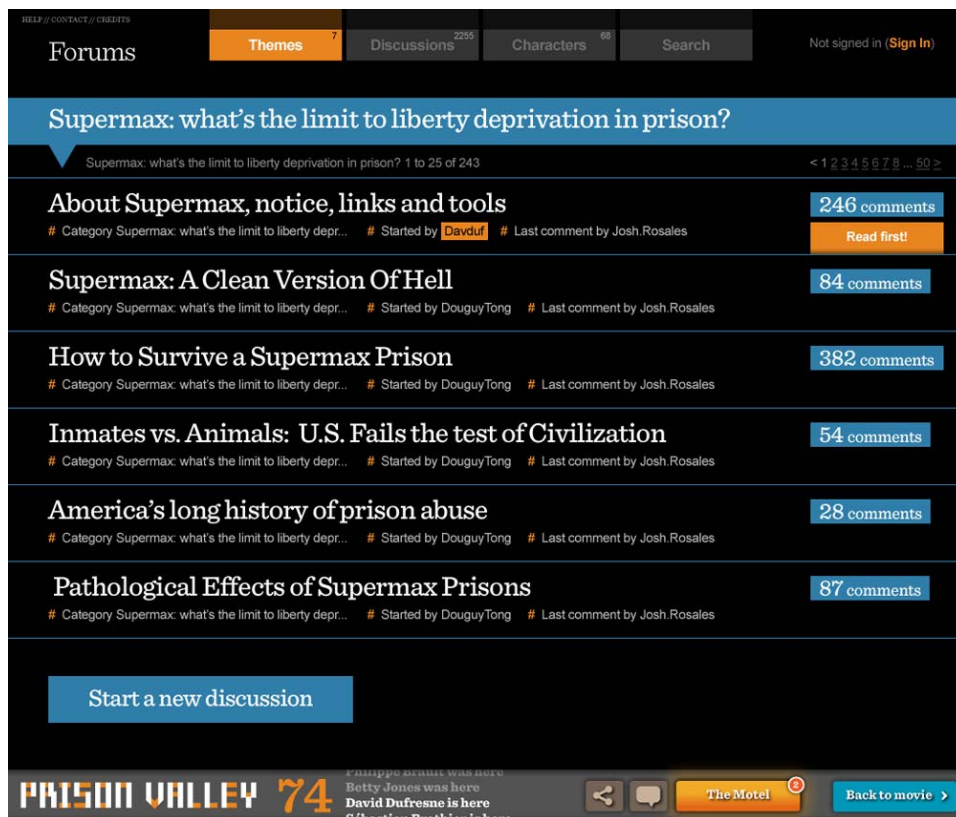 HELP// CONTACT// CREDITS
Forums
Themes 7
Discussions 2255
Characters 68
Search
Not signed in (Sign In)
Supermax: what's the limit to liberty deprivation in prison?
Supermax: what's the limit to liberty deprivation in prison? 1 to 25 of 243
< 1 2 3 4 5 6 7 8 ... 50 >
About Supermax, notice, links and tools
246 comments
# Category Supermax: what's the limit to liberty depr... # Started by Davduf # Last comment by Josh.Rosales
Read first!
Supermax: A Clean Version Of Hell
84 comments
# Category Supermax: what's the limit to liberty depr... # Started by DouguyTong # Last comment by Josh.Rosales
How to Survive a Supermax Prison
382 comments
# Category Supermax: what's the limit to liberty depr... # Started by DouguyTong # Last comment by Josh.Rosales
Inmates vs. Animals: U.S. Fails the test of Civilization
54 comments
# Category Supermax: what's the limit to liberty depr... # Started by DouguyTong # Last comment by Josh.Rosales
America's long history of prison abuse
28 comments
# Category Supermax: what's the limit to liberty depr... # Started by DouguyTong # Last comment by Josh.Rosales
Pathological Effects of Supermax Prisons
87 comments
# Category Supermax: what's the limit to liberty depr... # Started by DouguyTong # Last comment by Josh.Rosales
Start a new discussion
PRISON VALLEY
74
Philippe Brault was here
Betty Jones was here
David Dufresne is here
The Motel 2
Back to movie >